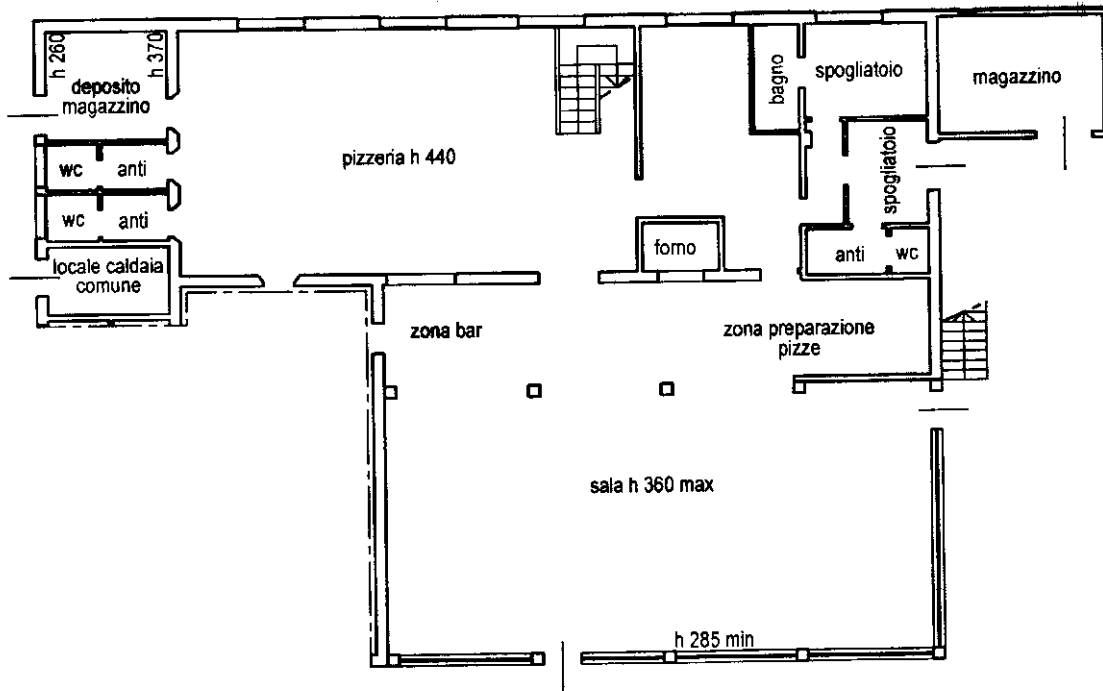 h 260
h 370
deposito
magazzino
bagno
spogliatoio
magazzino
pizzeria h 440
wc
anti
spogliatoio
wc
anti
forno
anti
wc
locale caldaia
comune
zona bar
zona preparazione
pizze
sala h 360 max
h 285 min